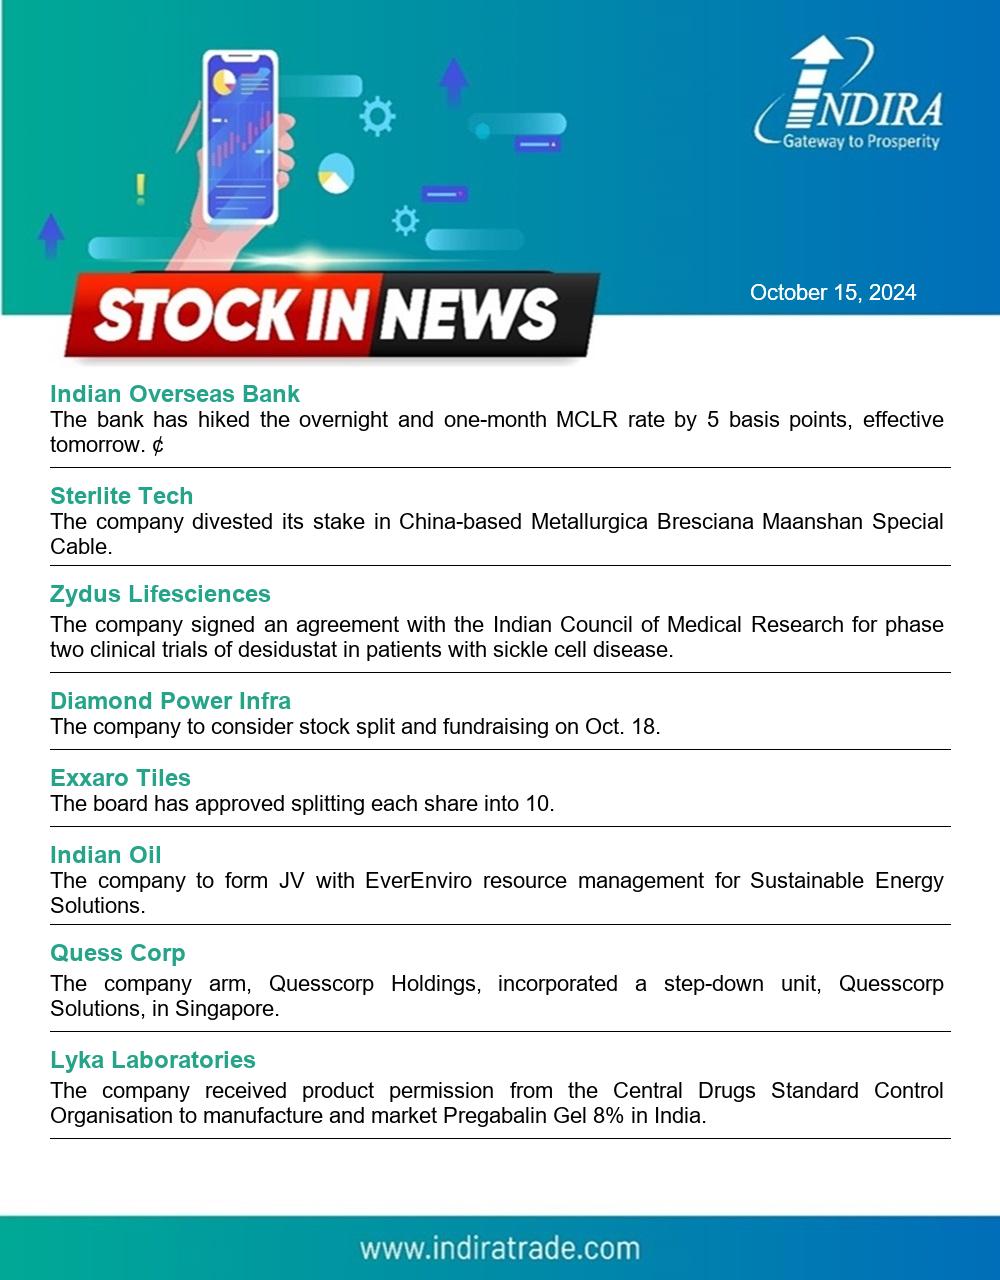 INDIRA
Gateway to Prosperity
STOCK IN NEWS
October 15, 2024
Indian Overseas Bank
The bank has hiked the overnight and one-month MCLR rate by 5 basis points, effective
tomorrow. ¢
Sterlite Tech
The company divested its stake in China-based Metallurgica Bresciana Maanshan Special
Cable.
Zydus Lifesciences
The company signed an agreement with the Indian Council of Medical Research for phase
two clinical trials of desidustat in patients with sickle cell disease.
Diamond Power Infra
The company to consider stock split and fundraising on Oct. 18.
Exxaro Tiles
The board has approved splitting each share into 10.
Indian Oil
The company to form JV with EverEnviro resource management for Sustainable Energy
Solutions.
Quess Corp
The company arm, Quesscorp Holdings, incorporated a step-down unit, Quesscorp
Solutions, in Singapore.
Lyka Laboratories
The company received product permission from the Central Drugs Standard Control
Organisation to manufacture and market Pregabalin Gel 8% in India.
www.indiratrade.com